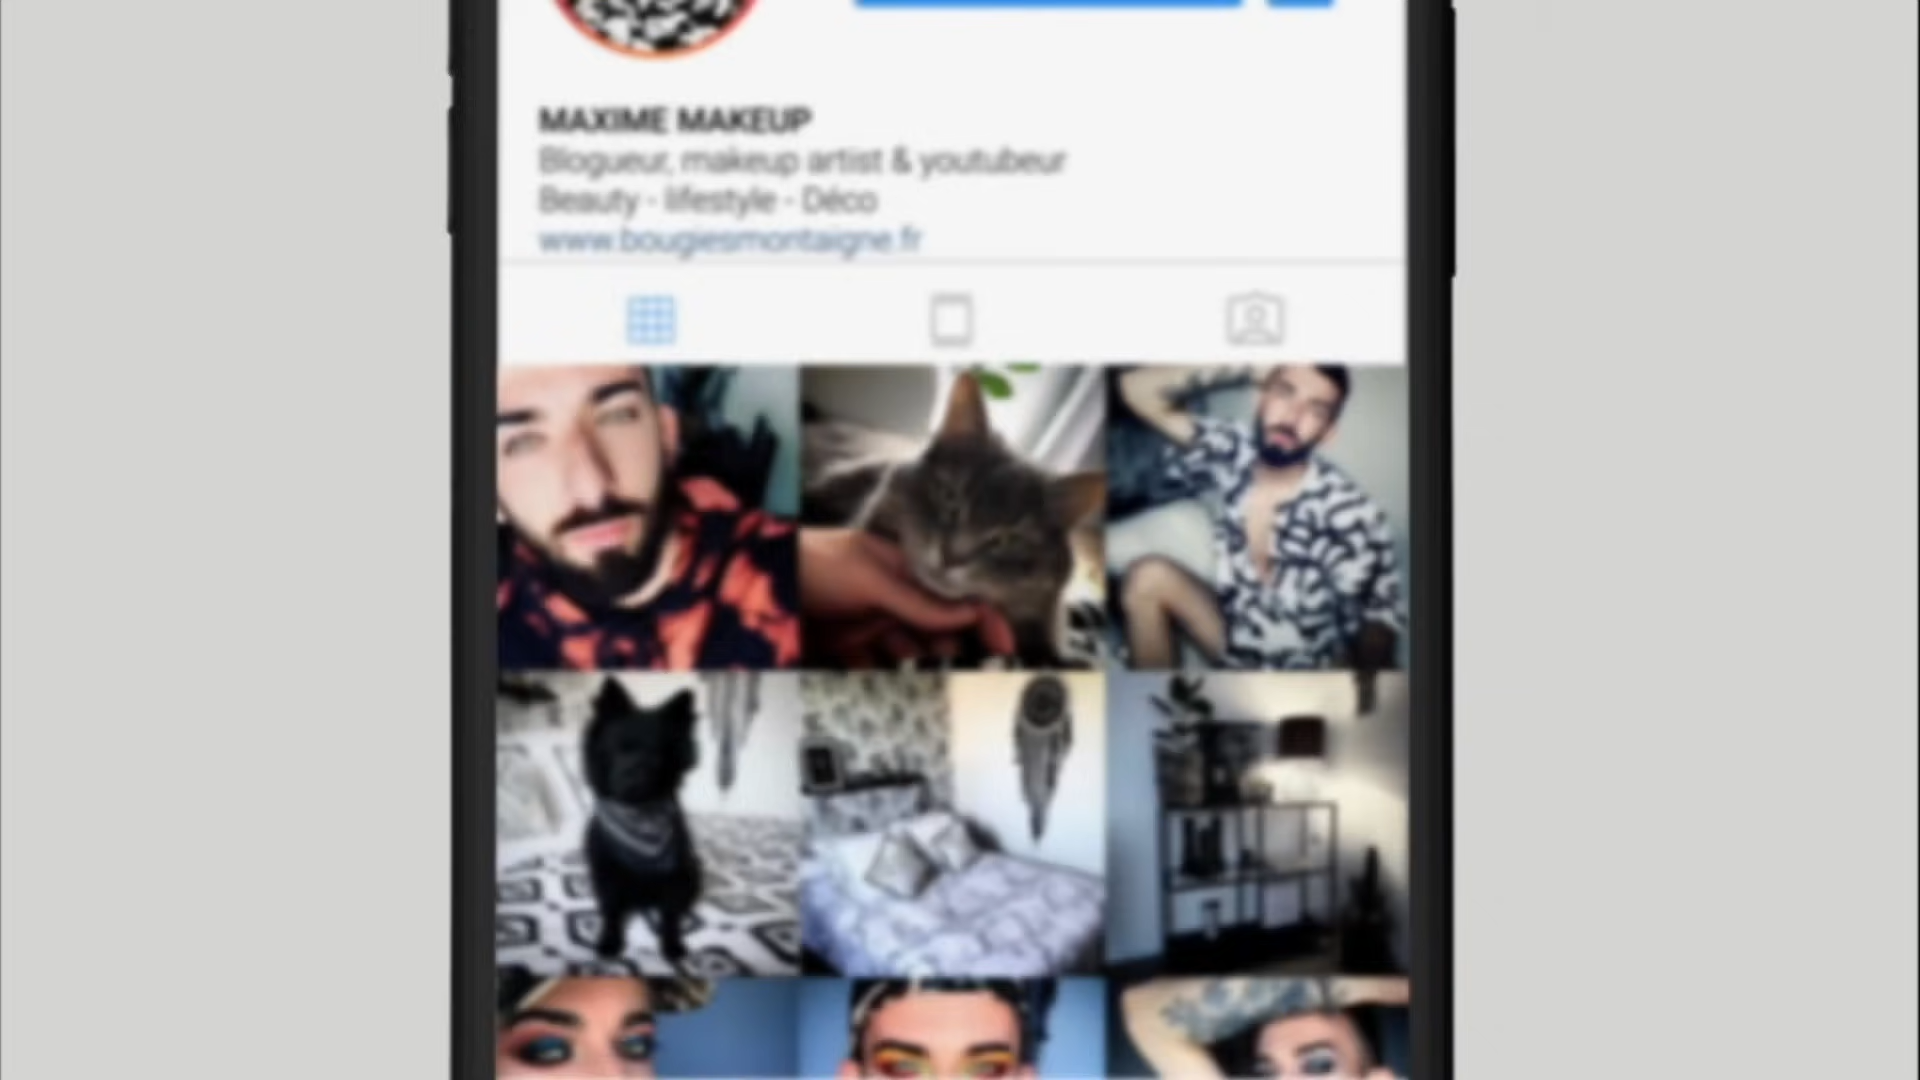 MAXIME MAKEUP
Blogueur, makeup artist & youtubeur
Beauty - lifestyle - Déco
www.bougiesmontaigne.fr